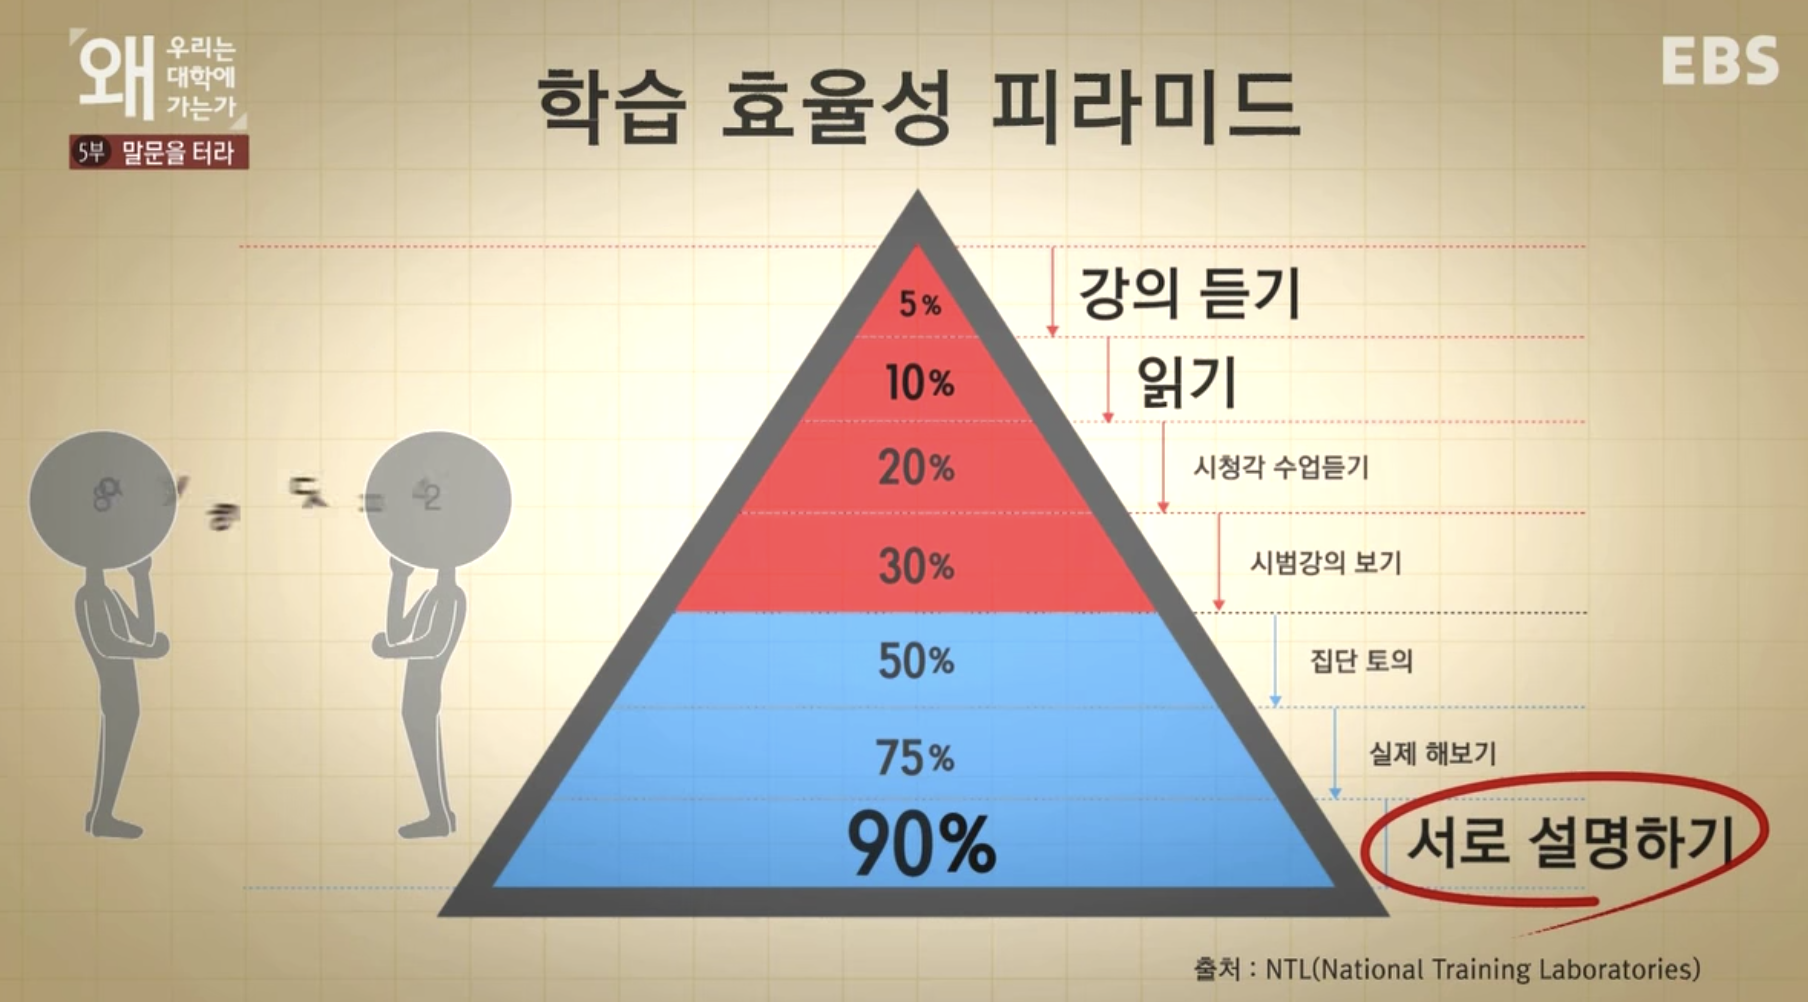 왜
우리는
대학에
가는가
5부 말문을 터라
EBS
학습 효율성 피라미드
5% 강의 듣기
10% 읽기
20% 시청각 수업듣기
30% 시범강의 보기
50% 집단 토의
75% 실제 해보기
90% 서로 설명하기
출처 : NTL(National Training Laboratories)